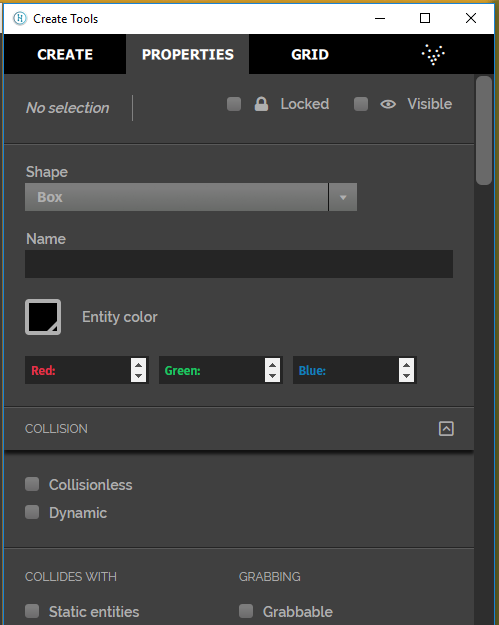 Create Tools
CREATE PROPERTIES GRID
No selection Locked Visible
Shape
Box
Name
Entity color
Red: Green: Blue:
COLLISION
Collisionless
Dynamic
COLLIDES WITH GRABBING
Static entities Grabbable